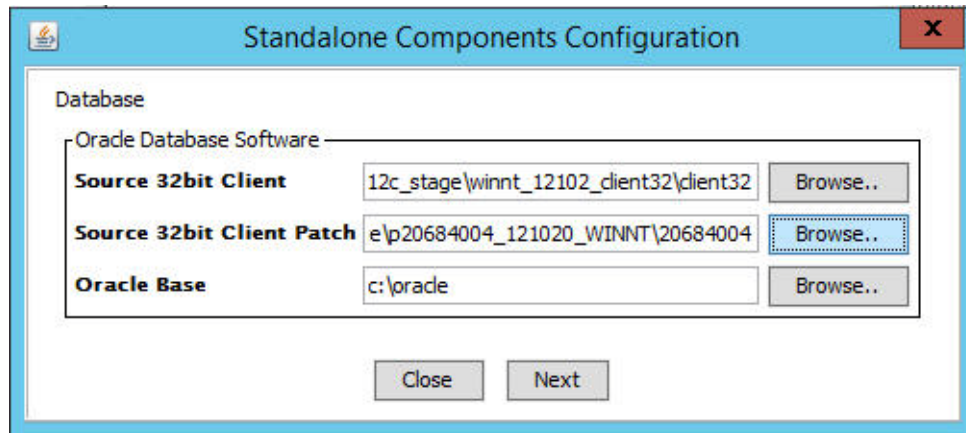 Standalone Components Configuration
X
Database
Oracle Database Software
Source 32bit Client 12c_stage\winnt_12102_client32\client32 Browse..
Source 32bit Client Patch e\p20684004_121020_WINNT\20684004 Browse..
Oracle Base c:\oracle Browse..
Close Next